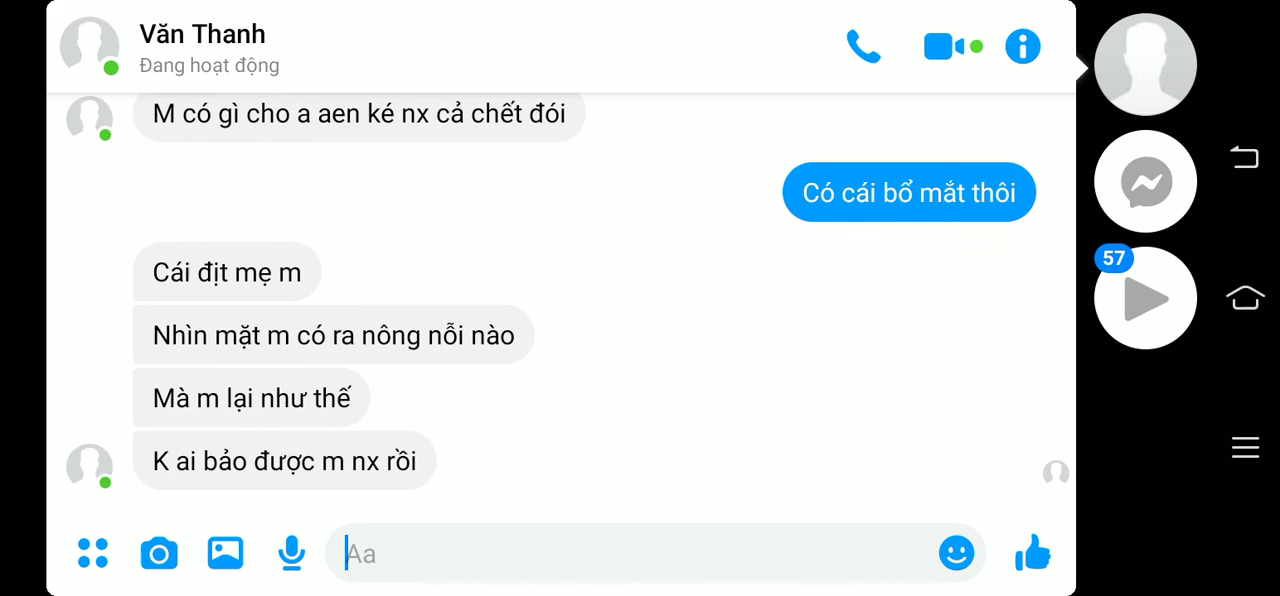 Văn Thanh
Đang hoạt động
M có gì cho a aen ké nx cả chết đói
Có cái bổ mắt thôi
Cái địt mẹ m
Nhìn mặt m có ra nông nỗi nào
Mà m lại như thế
K ai bảo được m nx rồi
Aa
57